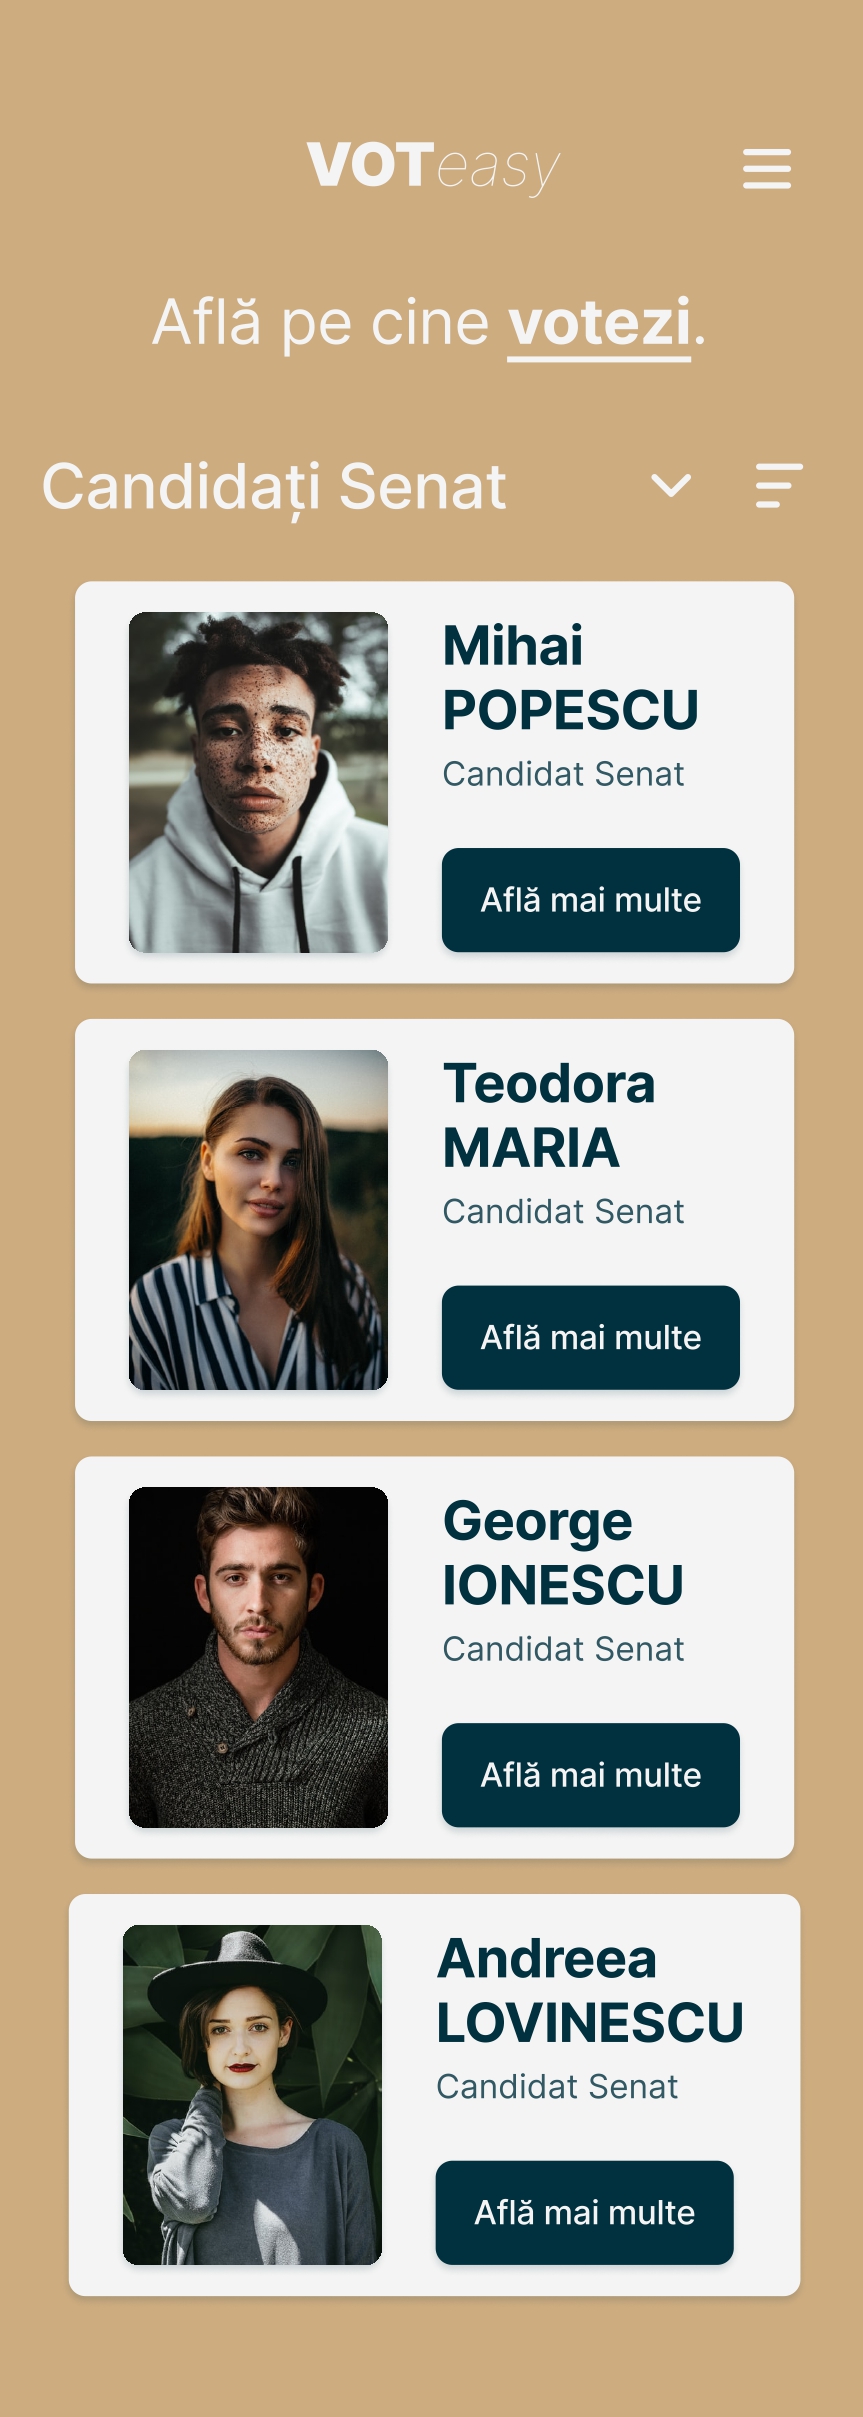 VOTeasy
Află pe cine votezi.
Candidați Senat
Mihai
POPESCU
Candidat Senat
Află mai multe
Teodora
MARIA
Candidat Senat
Află mai multe
George
IONESCU
Candidat Senat
Află mai multe
Andreea
LOVINESCU
Candidat Senat
Află mai multe